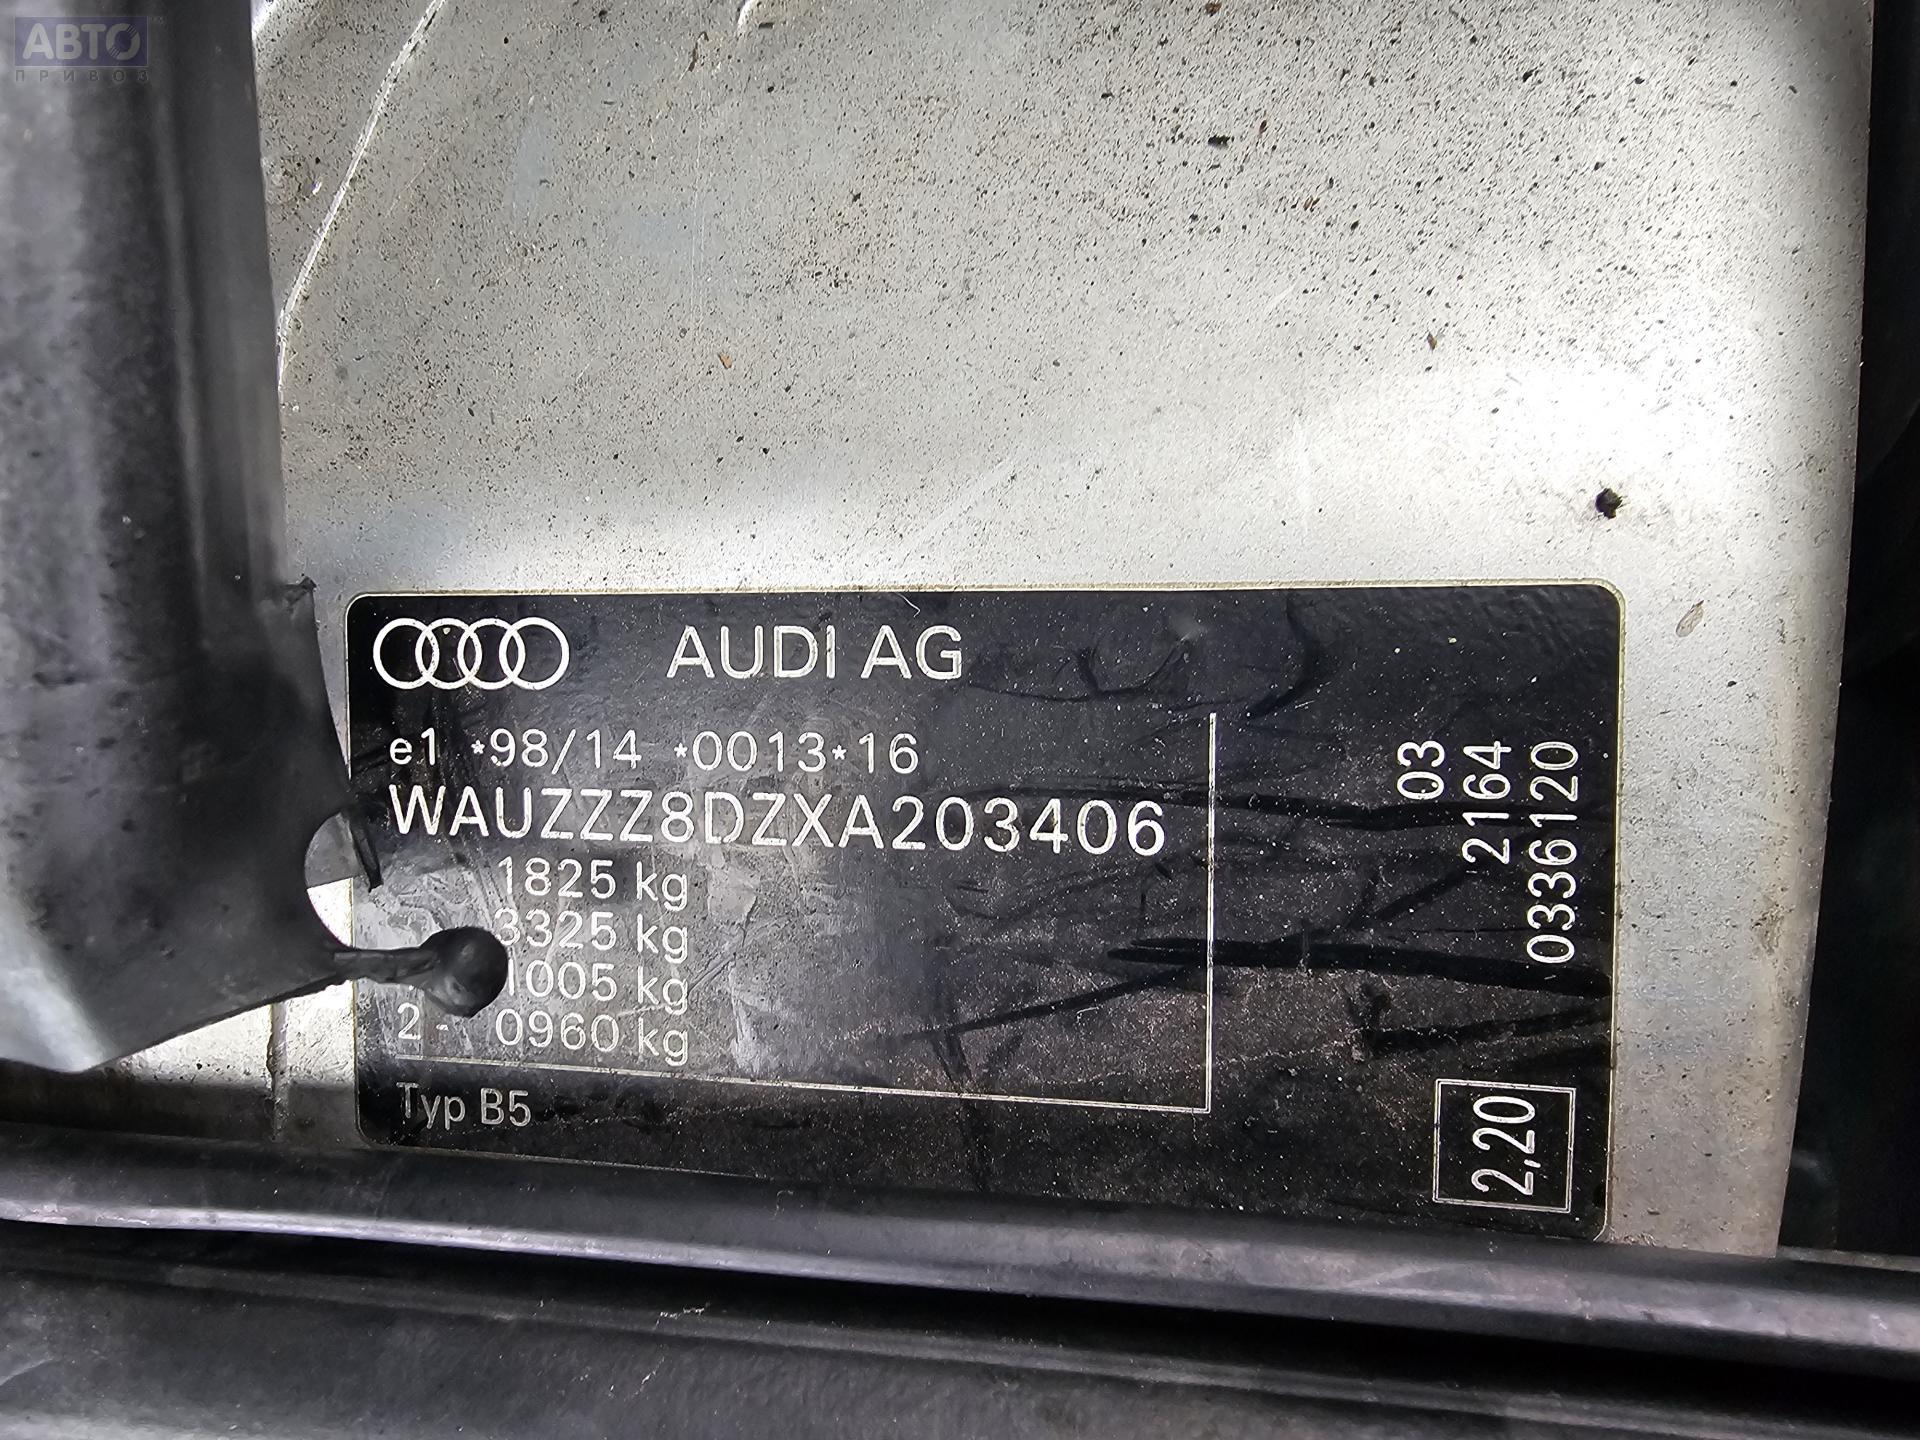 АВТО
ПРИВОЗ
AUDI AG
e1 *98/14 *0013*16
WAUZZZ8DZXA203406
1825 kg
3325 kg
1005 kg
2- 0960 kg
Typ B5
03
2164
0336120
2,20